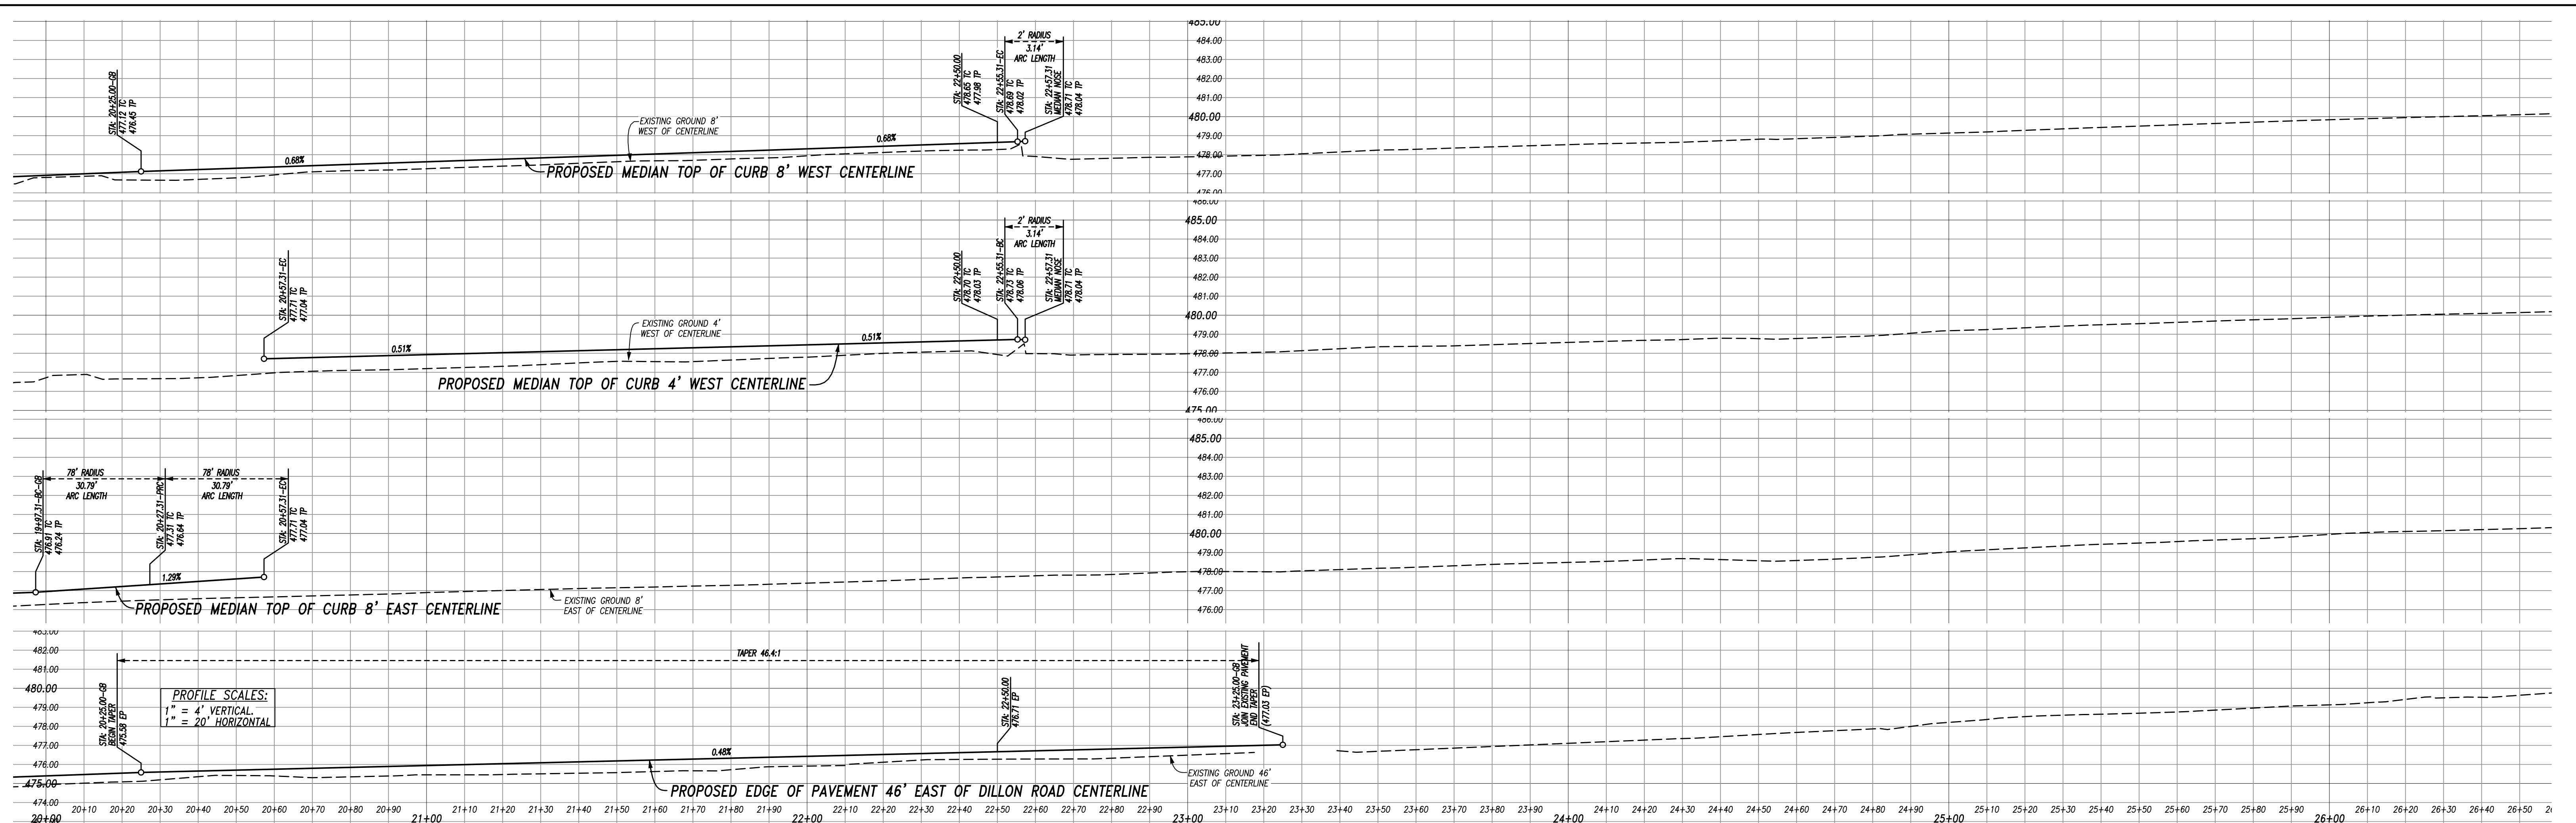 485.00
484.00
483.00
482.00
481.00
480.00
479.00
478.00
477.00
476.00
STA: 20+25.00-GB
477.12 TC
476.45 TP
0.68%
EXISTING GROUND 8'
WEST OF CENTERLINE
PROPOSED MEDIAN TOP OF CURB 8' WEST CENTERLINE
0.68%
STA: 22+50.00
478.65 TC
477.98 TP
STA: 22+55.31-EC
478.69 TC
478.02 TP
2' RADIUS
3.14'
ARC LENGTH
STA: 22+57.31
MEDIAN NOSE
478.71 TC
478.04 TP
486.00
485.00
484.00
483.00
482.00
481.00
480.00
479.00
478.00
477.00
476.00
475.00
STA: 20+57.31-EC
477.71 TC
477.04 TP
0.51%
EXISTING GROUND 4'
WEST OF CENTERLINE
PROPOSED MEDIAN TOP OF CURB 4' WEST CENTERLINE
0.51%
STA: 22+50.00
478.70 TC
478.03 TP
STA: 22+55.31-BC
478.73 TC
478.06 TP
2' RADIUS
3.14'
ARC LENGTH
STA: 22+57.31
MEDIAN NOSE
478.71 TC
478.04 TP
486.00
485.00
484.00
483.00
482.00
481.00
480.00
479.00
478.00
477.00
476.00
STA: 119+97.31-BC-GB
476.91 TC
476.24 TP
78' RADIUS
30.79'
ARC LENGTH
STA: 20+27.31-PRC
477.31 TC
476.64 TP
78' RADIUS
30.79'
ARC LENGTH
STA: 20+57.31-EC
477.71 TC
477.04 TP
1.29%
PROPOSED MEDIAN TOP OF CURB 8' EAST CENTERLINE
EXISTING GROUND 8'
EAST OF CENTERLINE
483.00
482.00
481.00
480.00
479.00
478.00
477.00
476.00
475.00
474.00
STA: 20+25.00-GB
BEGIN TAPER
475.58 EP
PROFILE SCALES:
1" = 4' VERTICAL.
1" = 20' HORIZONTAL
TAPER 46.4:1
0.48%
STA: 22+50.00
476.71 EP
STA: 23+25.00-GB
JOIN EXISTING PAVEMENT
END TAPER
(477.03 EP)
EXISTING GROUND 46'
EAST OF CENTERLINE
PROPOSED EDGE OF PAVEMENT 46' EAST OF DILLON ROAD CENTERLINE
20+00 20+10 20+20 20+30 20+40 20+50 20+60 20+70 20+80 20+90 21+00 21+10 21+20 21+30 21+40 21+50 21+60 21+70 21+80 21+90 22+00 22+10 22+20 22+30 22+40 22+50 22+60 22+70 22+80 22+90 23+00 23+10 23+20 23+30 23+40 23+50 23+60 23+70 23+80 23+90 24+00 24+10 24+20 24+30 24+40 24+50 24+60 24+70 24+80 24+90 25+00 25+10 25+20 25+30 25+40 25+50 25+60 25+70 25+80 25+90 26+00 26+10 26+20 26+30 26+40 26+50